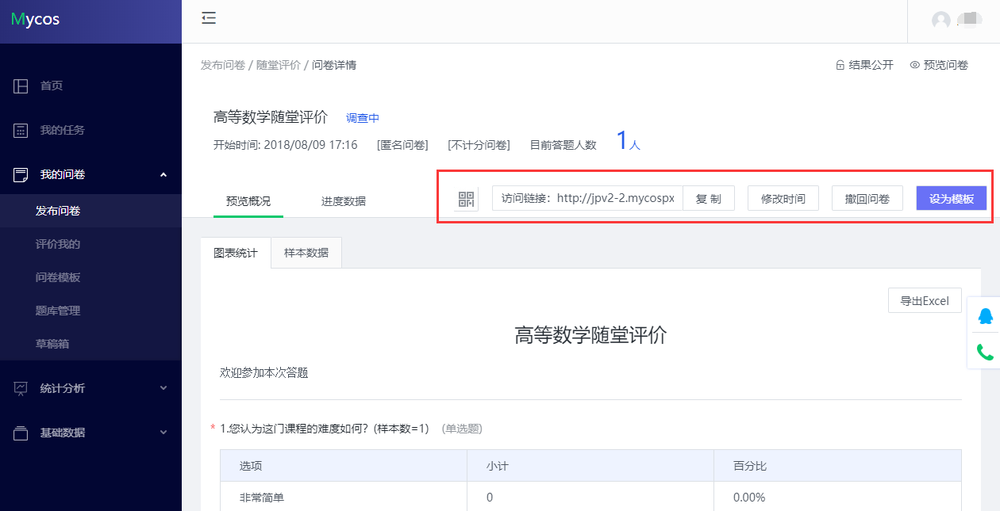 Mycos
首页
我的任务
我的问卷
发布问卷
评价我的
问卷模板
题库管理
草稿箱
统计分析
基础数据
发布问卷 / 随堂评价 / 问卷详情
结果公开 预览问卷
高等数学随堂评价 调查中
开始时间: 2018/08/09 17:16 [匿名问卷] [不计分问卷] 目前答题人数 1人
预览概况 进度数据 访问链接：http://jpv2-2.mycospx 复 制 修改时间 撤回问卷 设为模板
图表统计 样本数据
导出Excel
高等数学随堂评价
欢迎参加本次答题
* 1.您认为这门课程的难度如何？(样本数=1) (单选题)
选项 小计 百分比
非常简单 0 0.00%